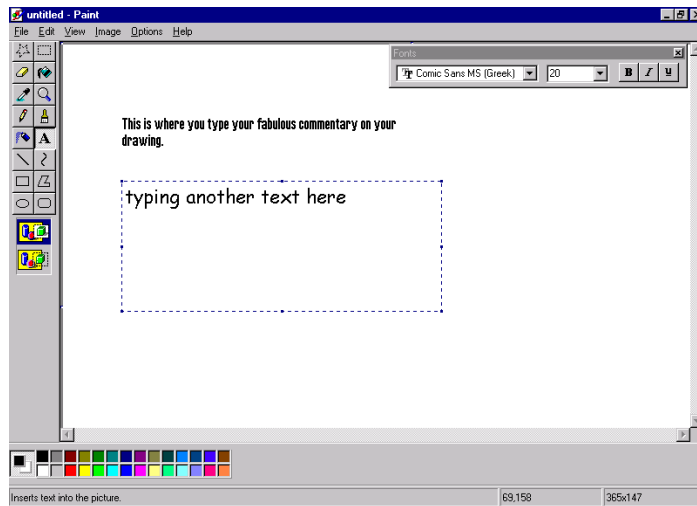 untitled - Paint
File Edit View Image Options Help
Fonts
Comic Sans MS (Greek) 20 B I U
A
This is where you type your fabulous commentary on your
drawing.
typing another text here
Inserts text into the picture. 69,158 365x147